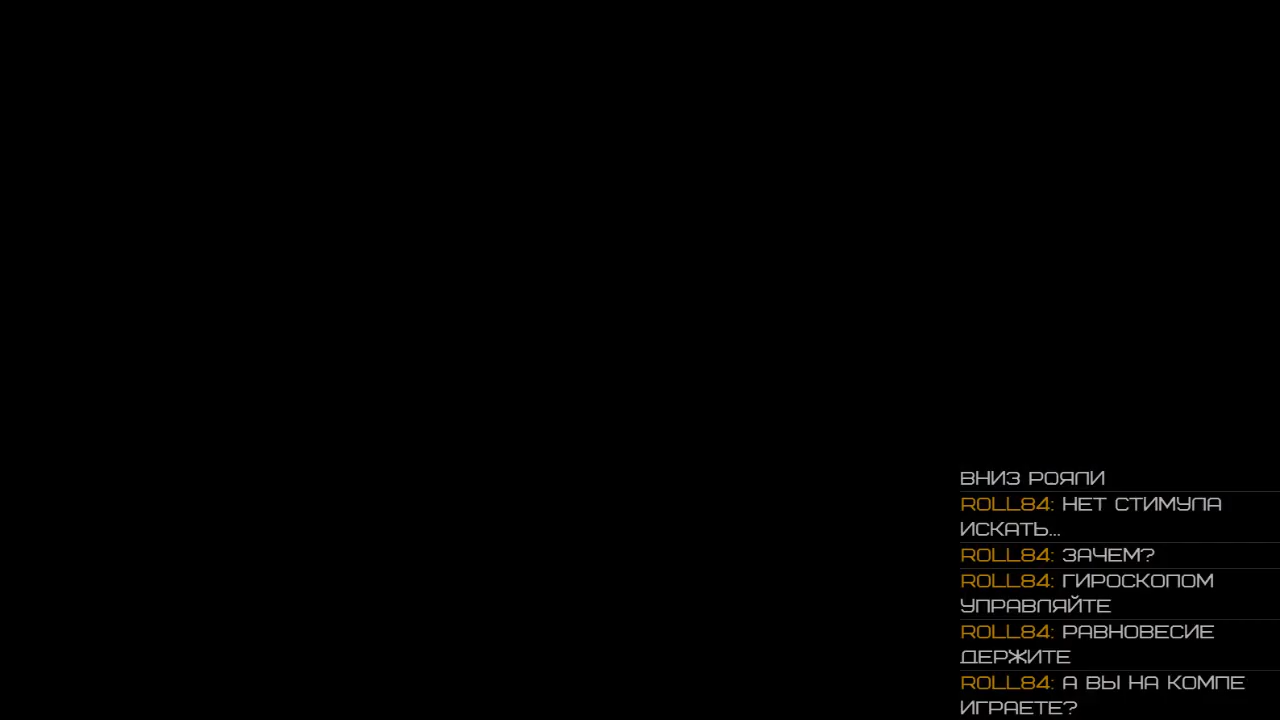 ВНИЗ РОЯЛИ
ROLL84: НЕТ СТИМУЛА
ИСКАТЬ...
ROLL84: ЗАЧЕМ?
ROLL84: ГИРОСКОПОМ
УПРАВЛЯЙТЕ
ROLL84: РАВНОВЕСИЕ
ДЕРЖИТЕ
ROLL84: А ВЫ НА КОМПЕ
ИГРАЕТЕ?